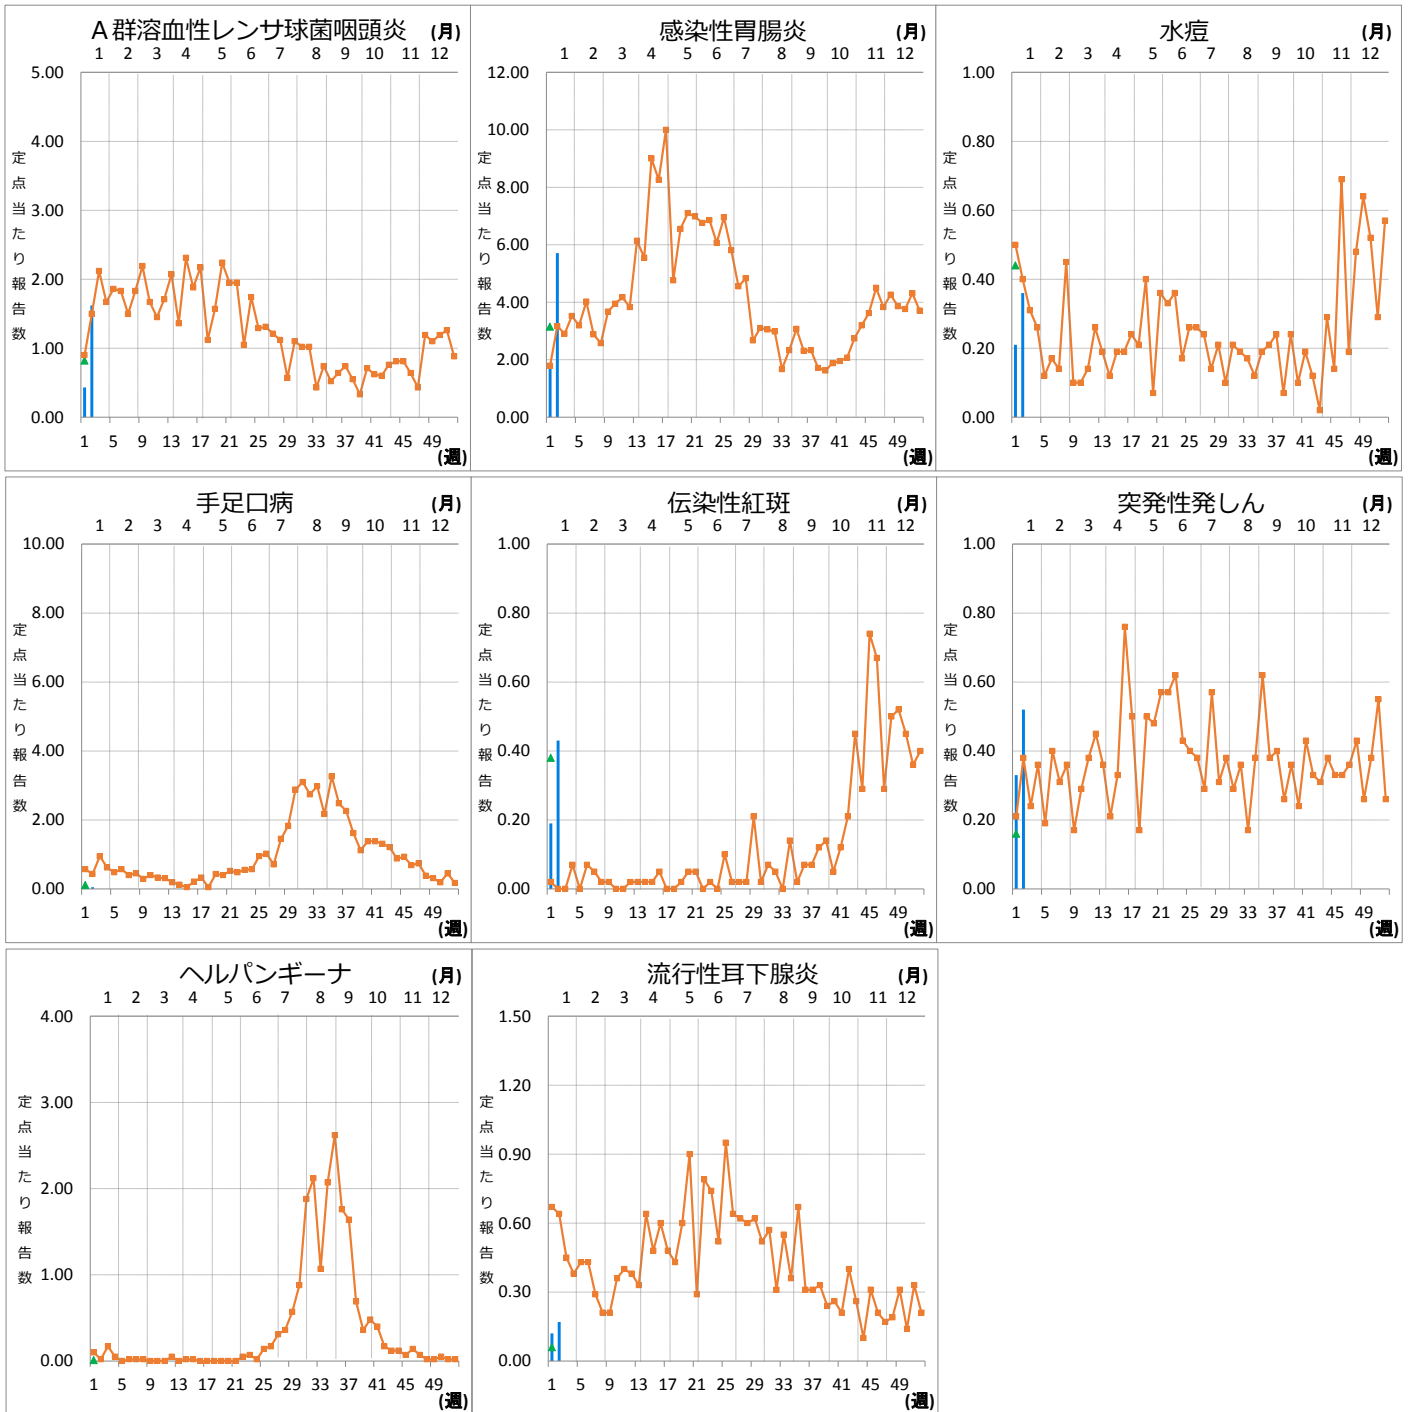 A群溶血性レンサ球菌咽頭炎 (月)
1 2 3 4 5 6 7 8 9 10 11 12
5.00
4.00
3.00
2.00
1.00
0.00
定点当たり報告数
1 5 9 13 17 21 25 29 33 37 41 45 49
(週)
感染性胃腸炎 (月)
1 2 3 4 5 6 7 8 9 10 11 12
12.00
10.00
8.00
6.00
4.00
2.00
0.00
定点当たり報告数
1 5 9 13 17 21 25 29 33 37 41 45 49
(週)
水痘 (月)
1 2 3 4 5 6 7 8 9 10 11 12
1.00
0.80
0.60
0.40
0.20
0.00
定点当たり報告数
1 5 9 13 17 21 25 29 33 37 41 45 49
(週)
手足口病 (月)
1 2 3 4 5 6 7 8 9 10 11 12
10.00
8.00
6.00
4.00
2.00
0.00
定点当たり報告数
1 5 9 13 17 21 25 29 33 37 41 45 49
(週)
伝染性紅斑 (月)
1 2 3 4 5 6 7 8 9 10 11 12
1.00
0.80
0.60
0.40
0.20
0.00
定点当たり報告数
1 5 9 13 17 21 25 29 33 37 41 45 49
(週)
突発性発しん (月)
1 2 3 4 5 6 7 8 9 10 11 12
1.00
0.80
0.60
0.40
0.20
0.00
定点当たり報告数
1 5 9 13 17 21 25 29 33 37 41 45 49
(週)
ヘルパンギーナ (月)
1 2 3 4 5 6 7 8 9 10 11 12
4.00
3.00
2.00
1.00
0.00
定点当たり報告数
1 5 9 13 17 21 25 29 33 37 41 45 49
(週)
流行性耳下腺炎 (月)
1 2 3 4 5 6 7 8 9 10 11 12
1.50
1.20
0.90
0.60
0.30
0.00
定点当たり報告数
1 5 9 13 17 21 25 29 33 37 41 45 49
(週)